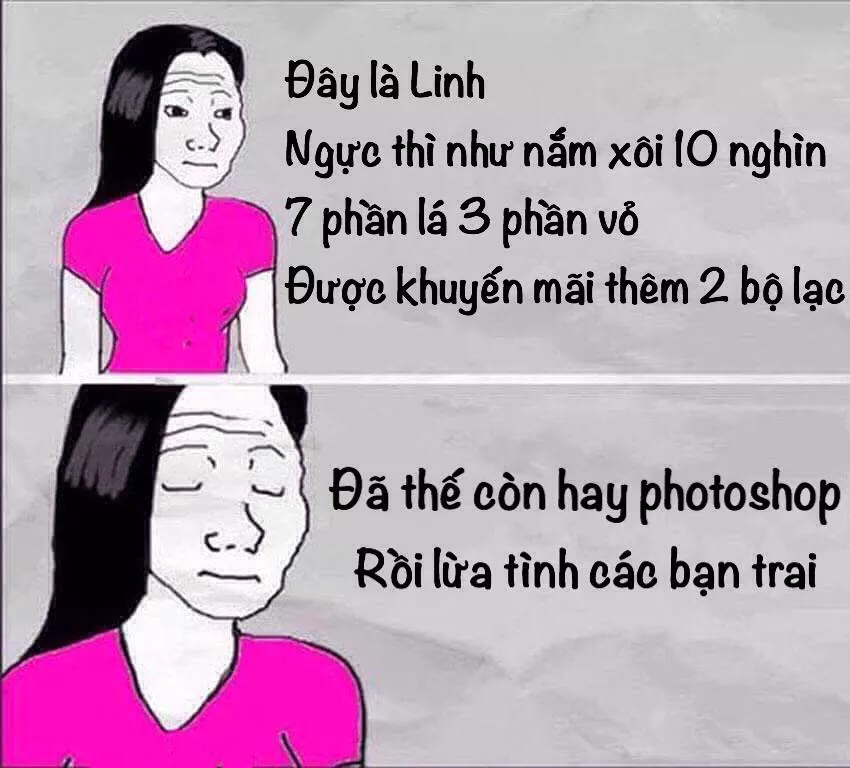 Đây là Linh
Ngực thì như nắm xôi 10 nghìn
7 phần lá 3 phần vỏ
Được khuyến mãi thêm 2 bộ lạc
Đã thế còn hay photoshop
Rồi lừa tình các bạn trai